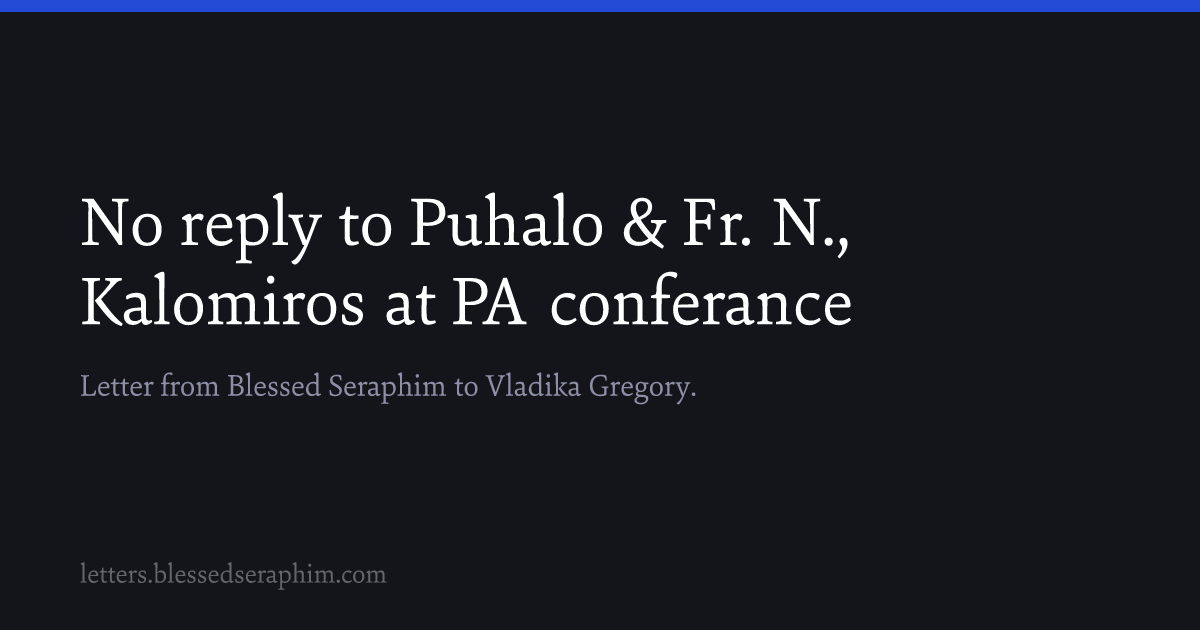 No reply to Puhalo & Fr. N.,
Kalomiros at PA conferance
Letter from Blessed Seraphim to Vladika Gregory.
letters.blessedseraphim.com